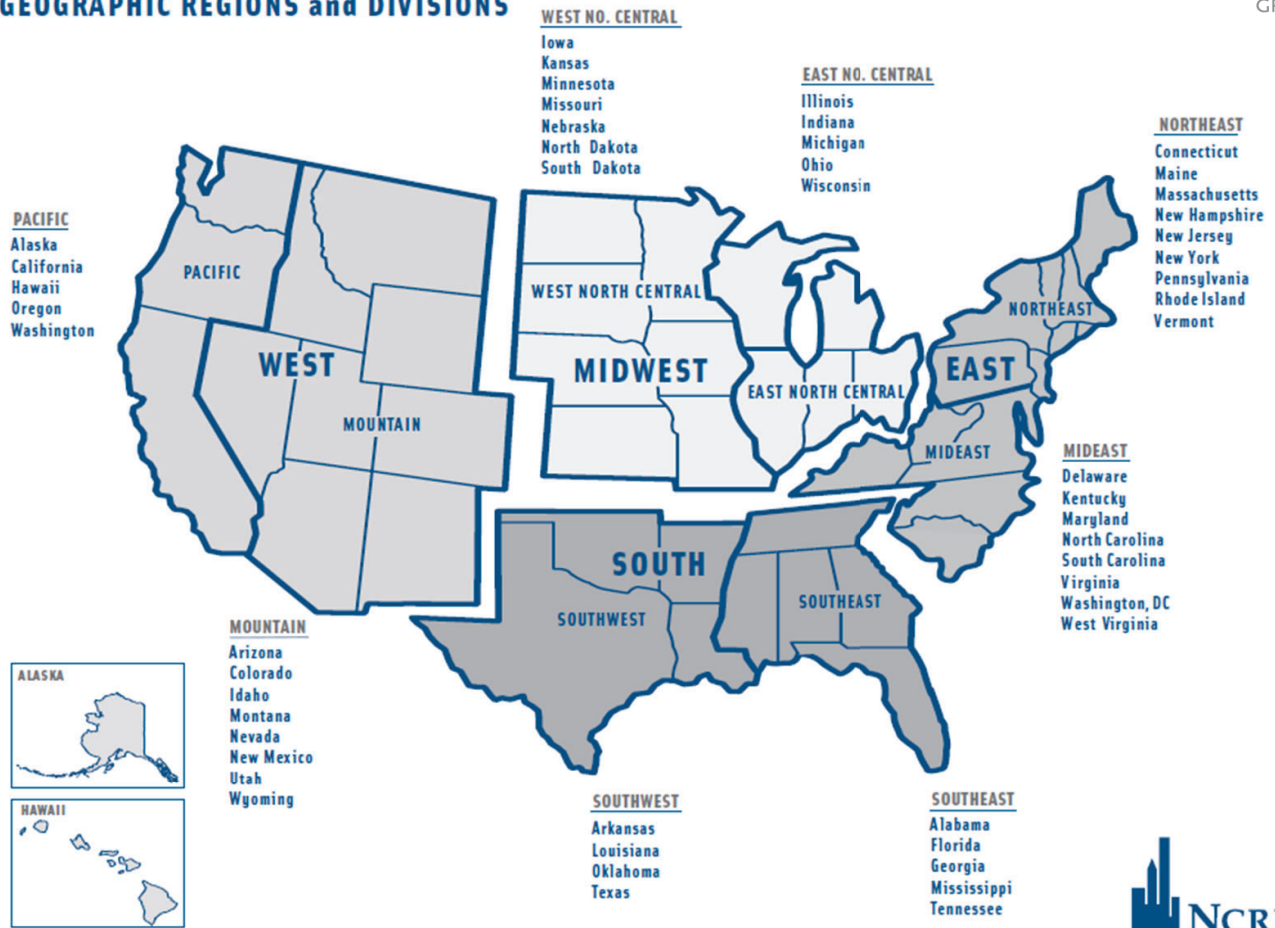 GEOGRAPHIC REGIONS and DIVISIONS
WEST NO. CENTRAL
Iowa
Kansas
Minnesota
Missouri
Nebraska
North Dakota
South Dakota
EAST NO. CENTRAL
Illinois
Indiana
Michigan
Ohio
Wisconsin
NORTHEAST
Connecticut
Maine
Massachusetts
New Hampshire
New Jersey
New York
Pennsylvania
Rhode Island
Vermont
PACIFIC
Alaska
California
Hawaii
Oregon
Washington
PACIFIC
WEST
MOUNTAIN
WEST NORTH CENTRAL
MIDWEST
EAST NORTH CENTRAL
NORTHEAST
EAST
MIDEAST
SOUTH
SOUTHWEST
SOUTHEAST
MIDEAST
Delaware
Kentucky
Maryland
North Carolina
South Carolina
Virginia
Washington, DC
West Virginia
MOUNTAIN
Arizona
Colorado
Idaho
Montana
Nevada
New Mexico
Utah
Wyoming
ALASKA
HAWAII
SOUTHWEST
Arkansas
Louisiana
Oklahoma
Texas
SOUTHEAST
Alabama
Florida
Georgia
Mississippi
Tennessee